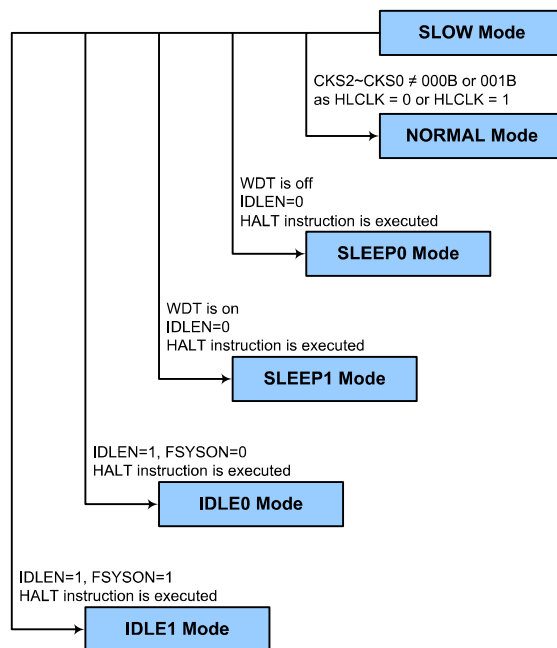 SLOW Mode
CKS2~CKS0 ≠ 000B or 001B
as HLCLK = 0 or HLCLK = 1
NORMAL Mode
WDT is off
IDLEN=0
HALT instruction is executed
SLEEP0 Mode
WDT is on
IDLEN=0
HALT instruction is executed
SLEEP1 Mode
IDLEN=1, FSYSON=0
HALT instruction is executed
IDLE0 Mode
IDLEN=1, FSYSON=1
HALT instruction is executed
IDLE1 Mode